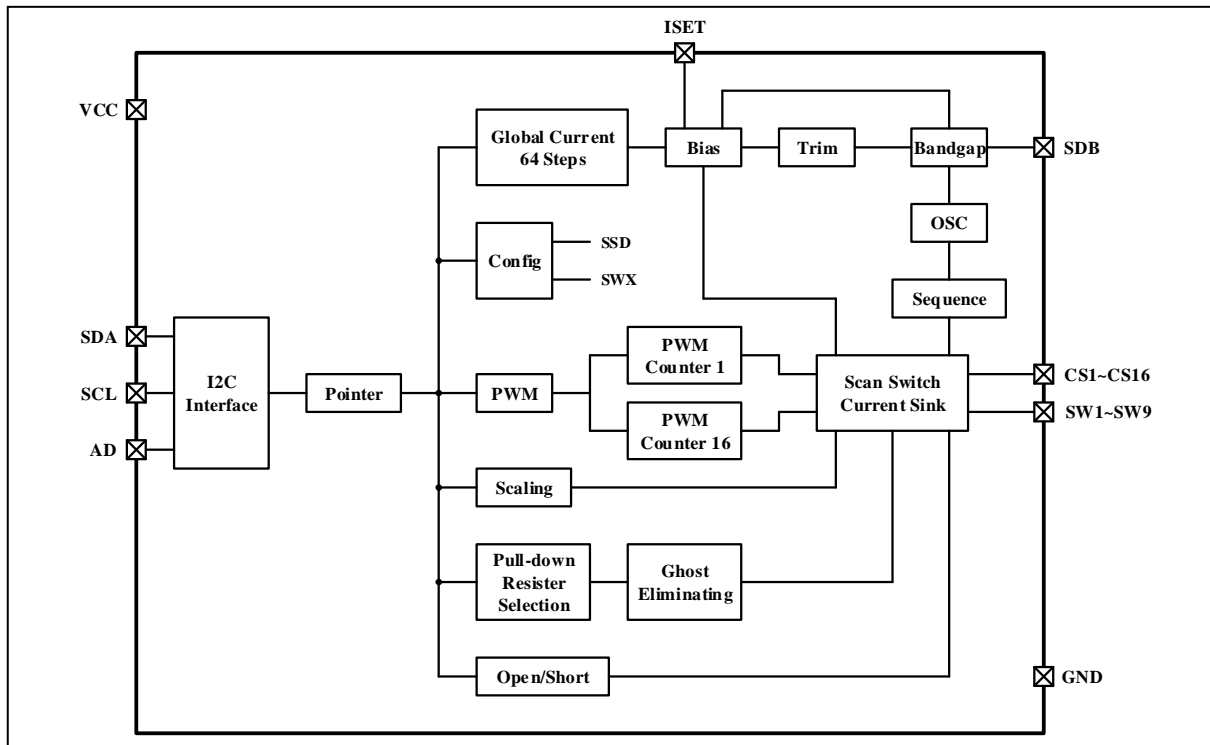 ISET
VCC
Global Current
64 Steps
Bias
Trim
Bandgap
SDB
OSC
Config
SSD
SWX
Sequence
SDA
SCL
AD
I2C
Interface
Pointer
PWM
PWM
Counter 1
PWM
Counter 16
Scan Switch
Current Sink
CS1~CS16
SW1~SW9
Scaling
Pull-down
Resister
Selection
Ghost
Eliminating
Open/Short
GND